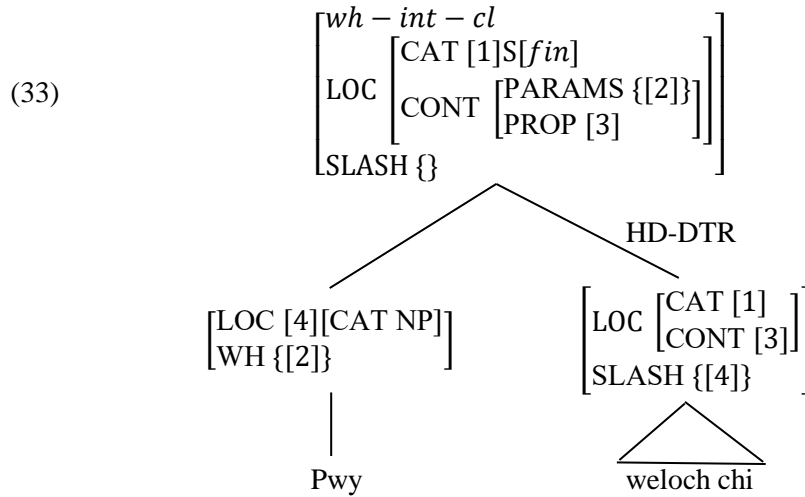 wh – int – cl
CAT [1]S[fin]
(33)
LOC
CONT [PARAMS {[2]}
PROP [3]]
SLASH {}
HD-DTR
[LOC [4][CAT NP]
WH {[2]}]
LOC [CAT [1]
CONT [3]]
SLASH {[4]}
Pwy
weloch chi